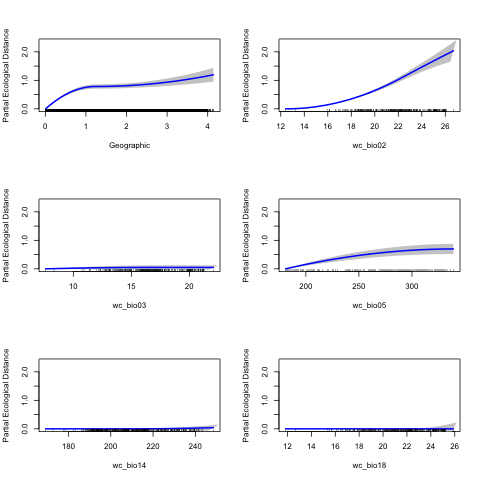 Partial Ecological Distance
0.0 1.0 2.0
0 1 2 3 4
Geographic
Partial Ecological Distance
0.0 1.0 2.0
12 14 16 18 20 22 24 26
wc_bio02
Partial Ecological Distance
0.0 1.0 2.0
10 15 20
wc_bio03
Partial Ecological Distance
0.0 1.0 2.0
200 250 300
wc_bio05
Partial Ecological Distance
0.0 1.0 2.0
180 200 220 240
wc_bio14
Partial Ecological Distance
0.0 1.0 2.0
12 14 16 18 20 22 24 26
wc_bio18